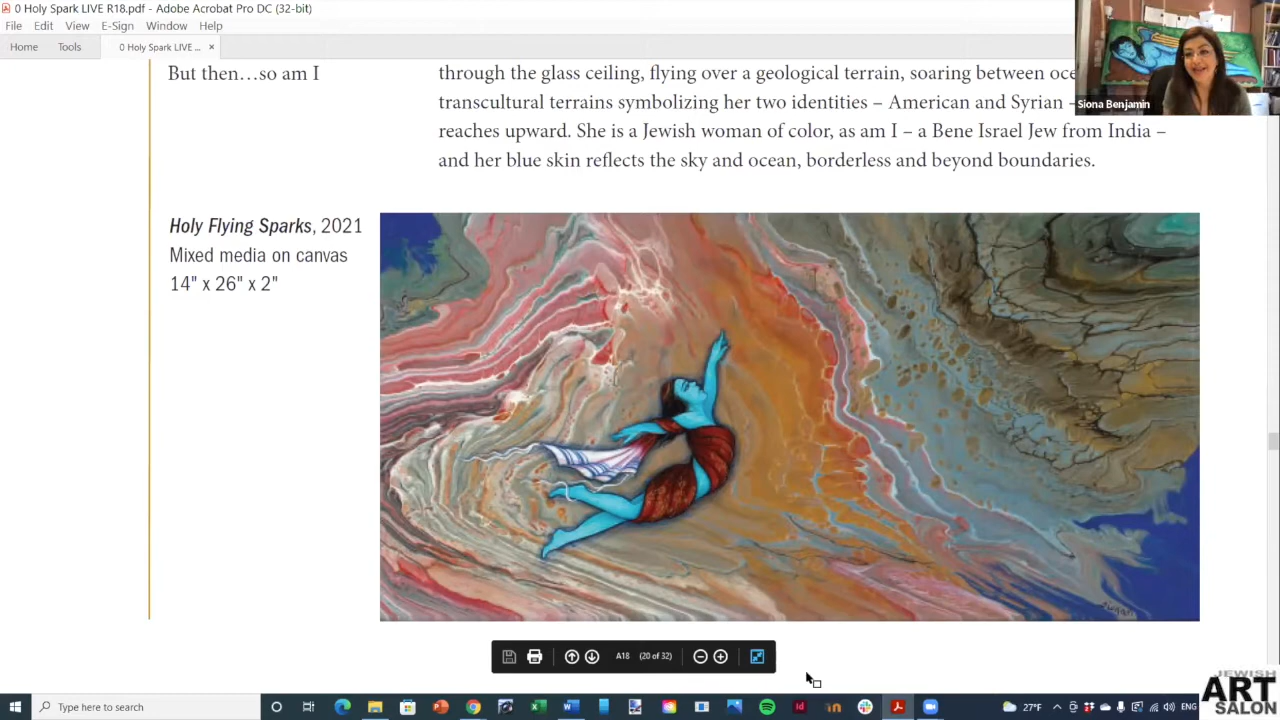 0 Holy Spark LIVE R18.pdf - Adobe Acrobat Pro DC (32-bit)
File Edit View E-Sign Window Help
Home Tools 0 Holy Spark LIVE ... ×
But then…so am I
through the glass ceiling, flying over a geological terrain, soaring between
transcultural terrains symbolizing her two identities – American and Syrian –
reaches upward. She is a Jewish woman of color, as am I – a Bene Israel Jew from India –
and her blue skin reflects the sky and ocean, borderless and beyond boundaries.
Siona Benjamin
Holy Flying Sparks, 2021
Mixed media on canvas
14" x 26" x 2"
A18 (20 of 32)
JEWISH
ART
SALON
Type here to search
27°F
ENG